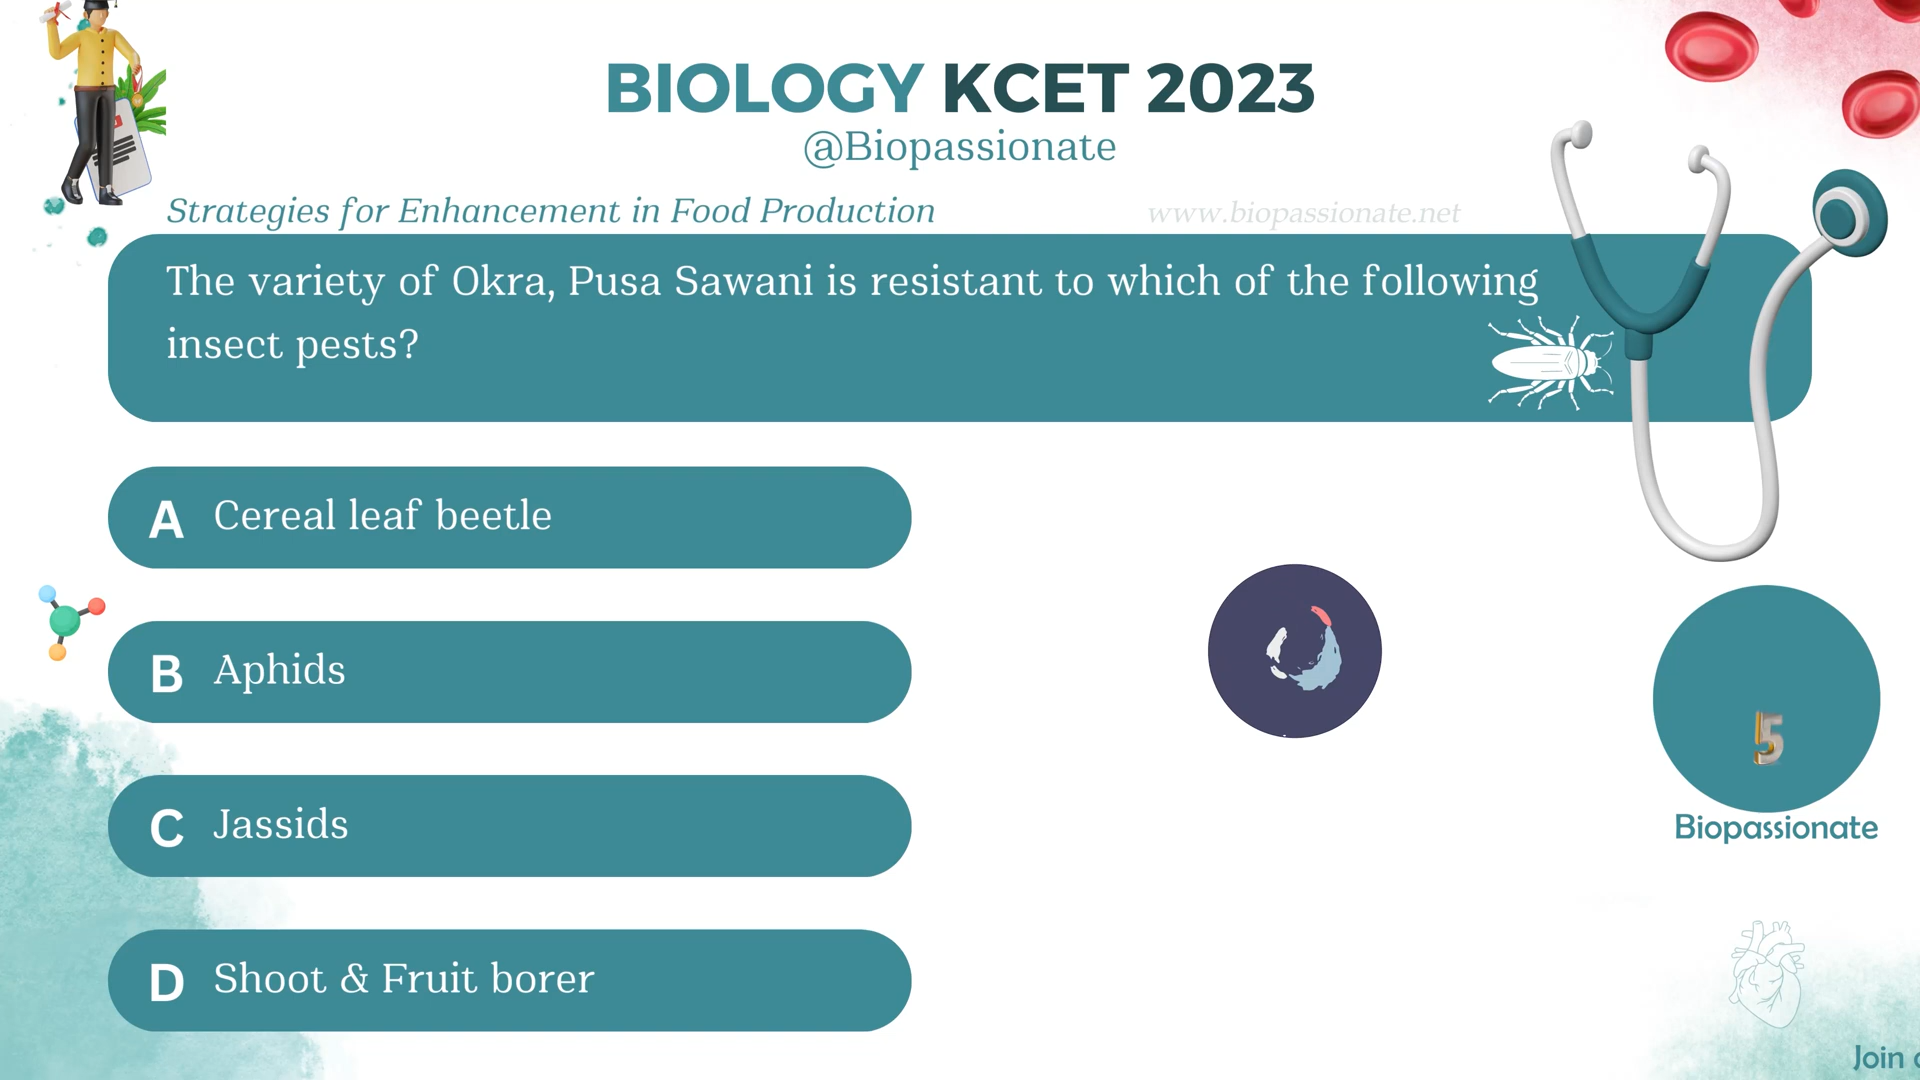 BIOLOGY KCET 2023
@Biopassionate
Strategies for Enhancement in Food Production
www.biopassionate.net
The variety of Okra, Pusa Sawani is resistant to which of the following
insect pests?
A Cereal leaf beetle
B Aphids
C Jassids
D Shoot & Fruit borer
5
Biopassionate
Join